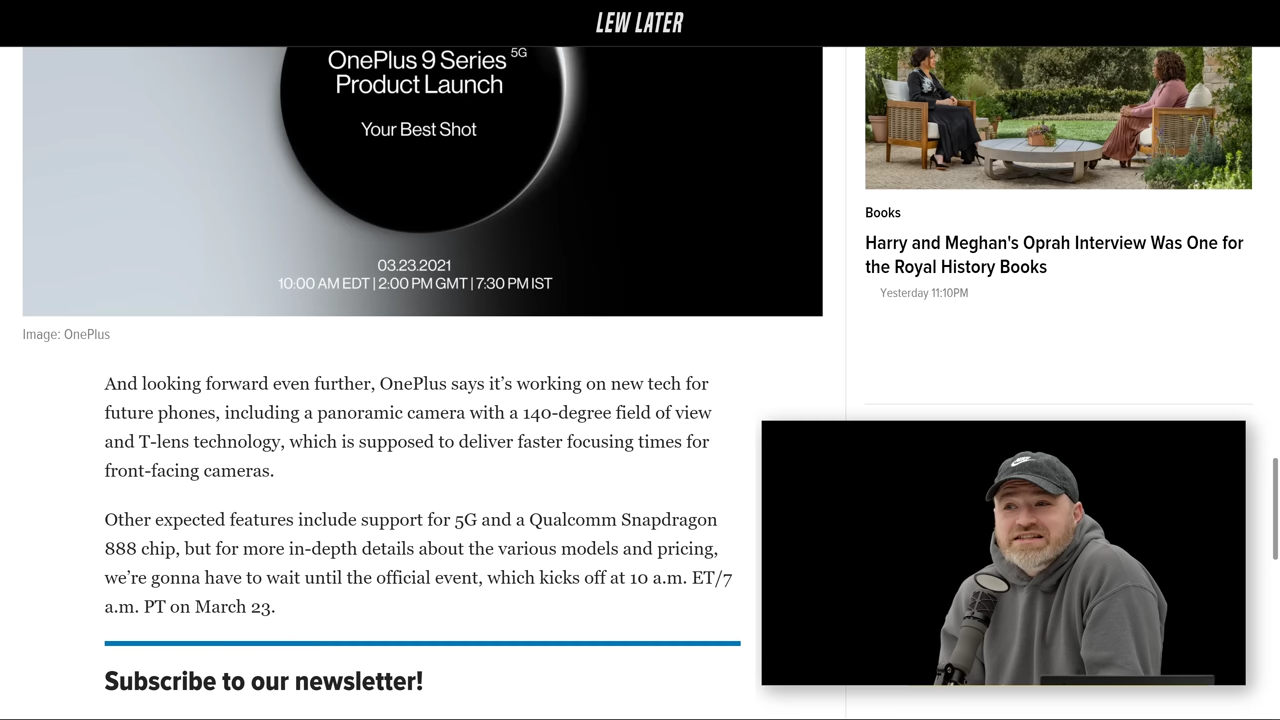 LEW LATER
OnePlus 9 Series 5G
Product Launch
Your Best Shot
03.23.2021
10:00 AM EDT | 2:00 PM GMT | 7:30 PM IST
Image: OnePlus
And looking forward even further, OnePlus says it’s working on new tech for
future phones, including a panoramic camera with a 140-degree field of view
and T-lens technology, which is supposed to deliver faster focusing times for
front-facing cameras.
Other expected features include support for 5G and a Qualcomm Snapdragon
888 chip, but for more in-depth details about the various models and pricing,
we’re gonna have to wait until the official event, which kicks off at 10 a.m. ET/7
a.m. PT on March 23.
Subscribe to our newsletter!
Books
Harry and Meghan's Oprah Interview Was One for
the Royal History Books
Yesterday 11:10PM